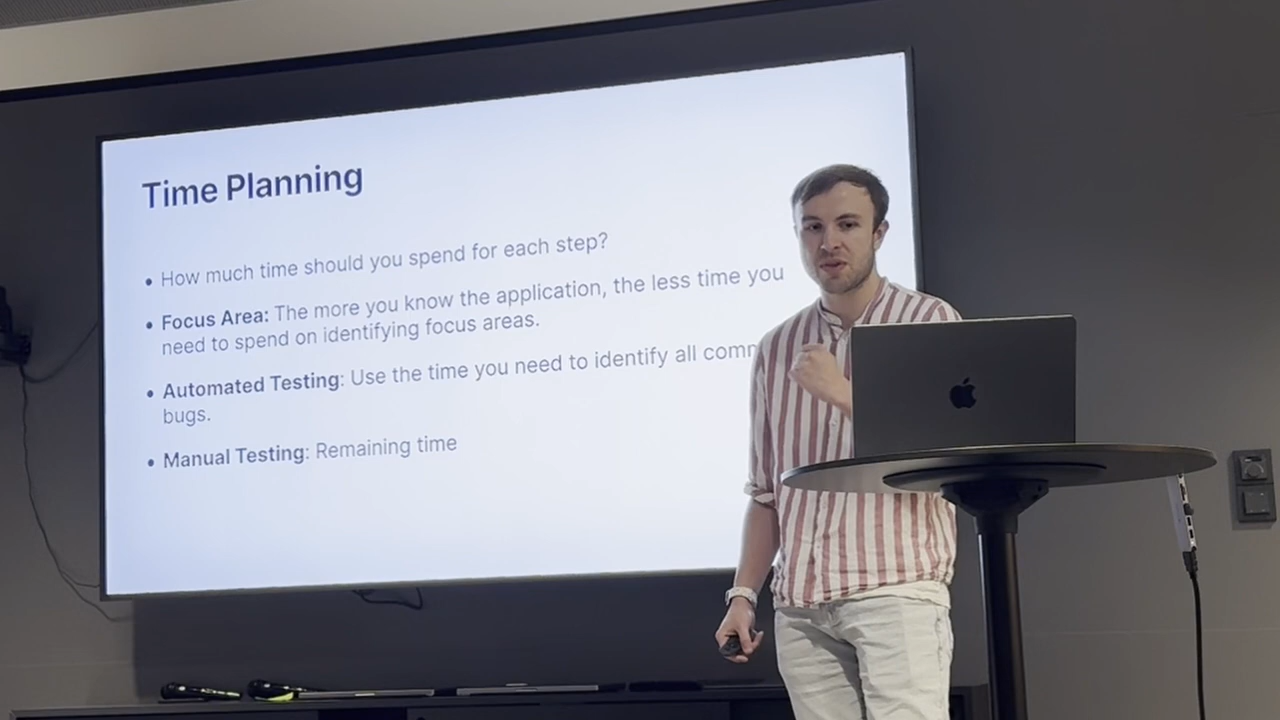 Time Planning
• How much time should you spend for each step?
• Focus Area: The more you know the application, the less time you
need to spend on identifying focus areas.
• Automated Testing: Use the time you need to identify all
bugs.
• Manual Testing: Remaining time